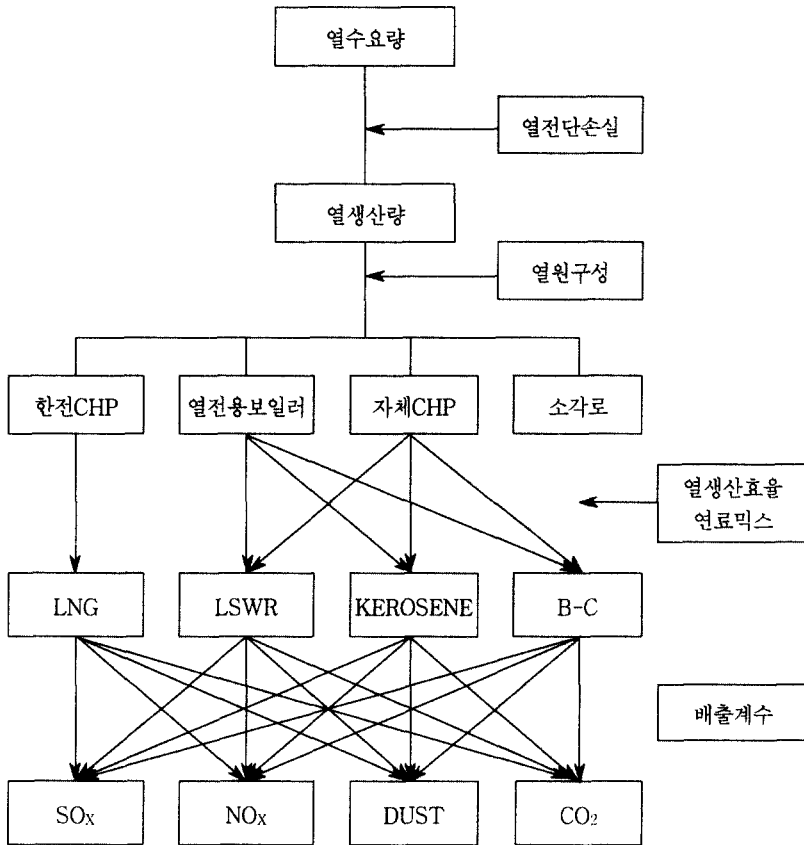 열수요량
열전단손실
열생산량
열원구성
한전CHP
열전용보일러
자체CHP
소각로
열생산효율
연료믹스
LNG
LSWR
KEROSENE
B-C
배출계수
SOX
NOX
DUST
CO₂